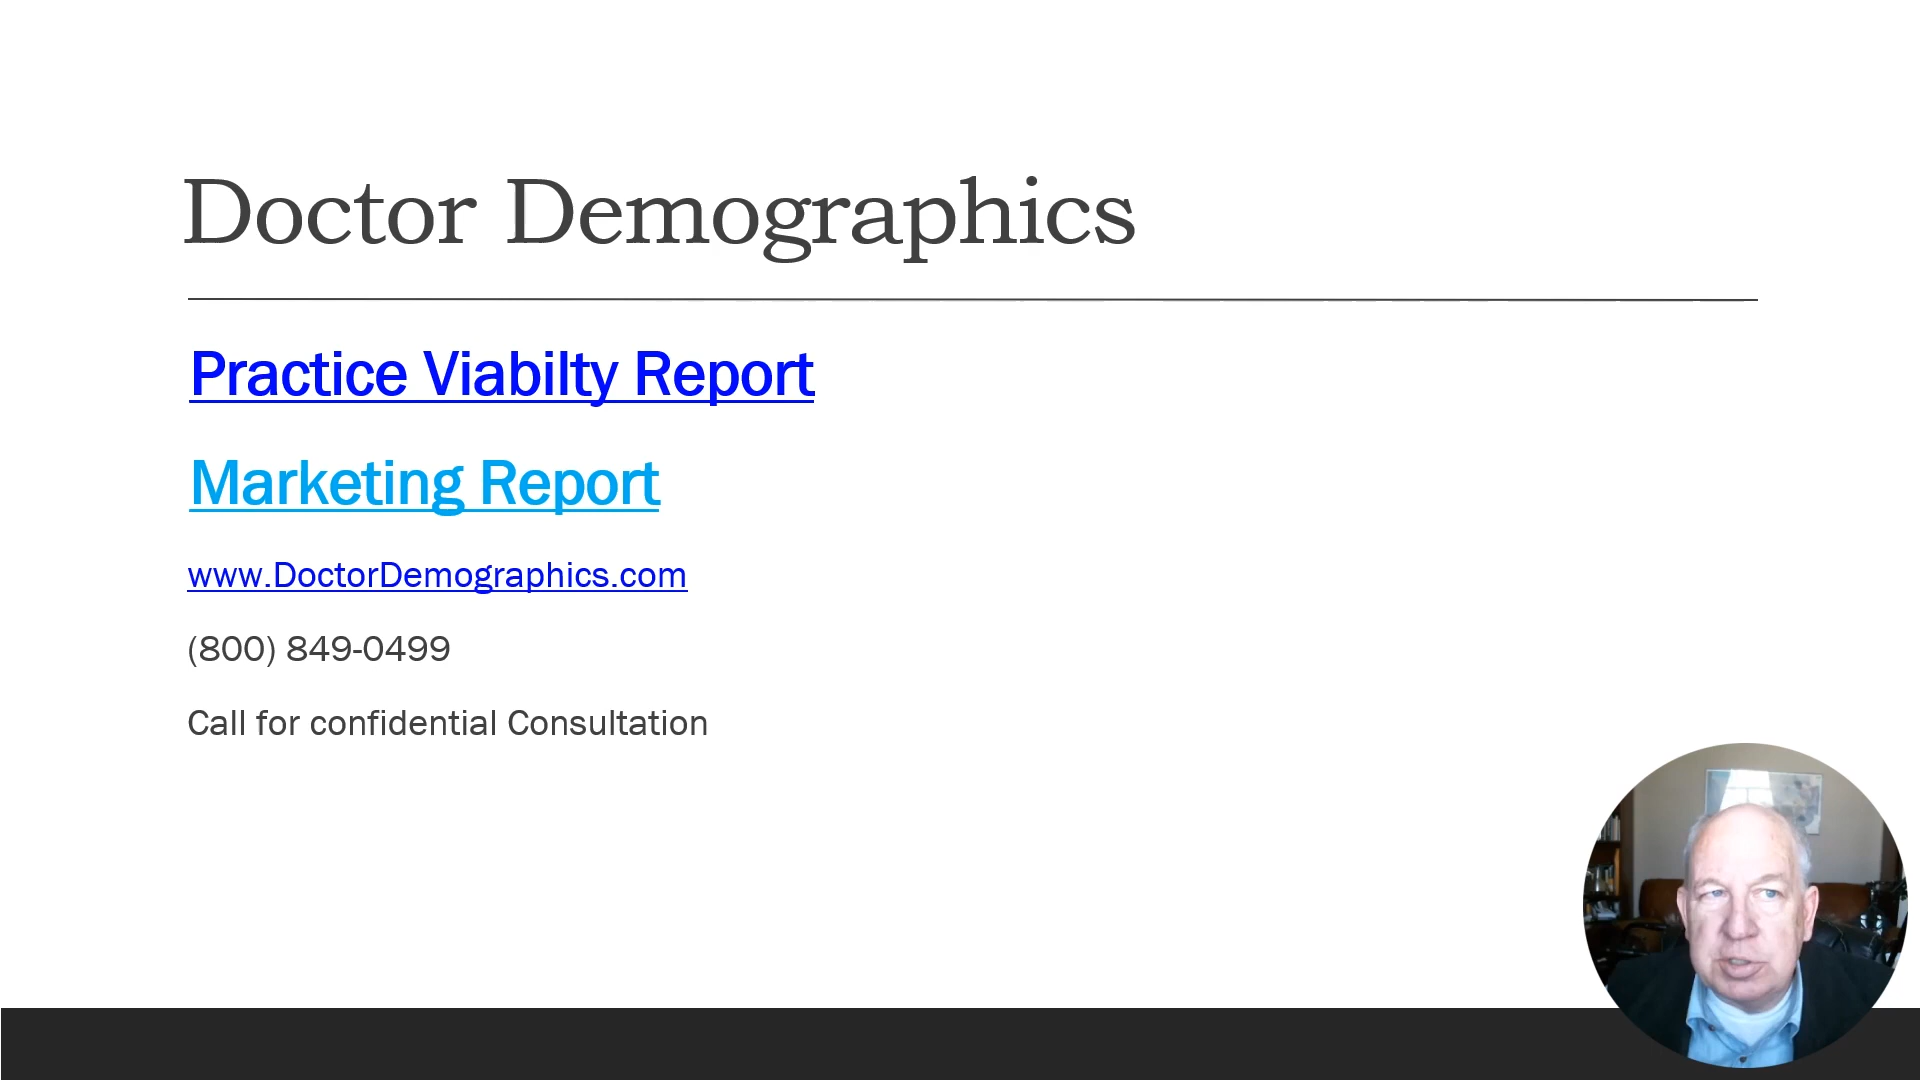 Doctor Demographics
Practice Viabilty Report
Marketing Report
www.DoctorDemographics.com
(800) 849-0499
Call for confidential Consultation